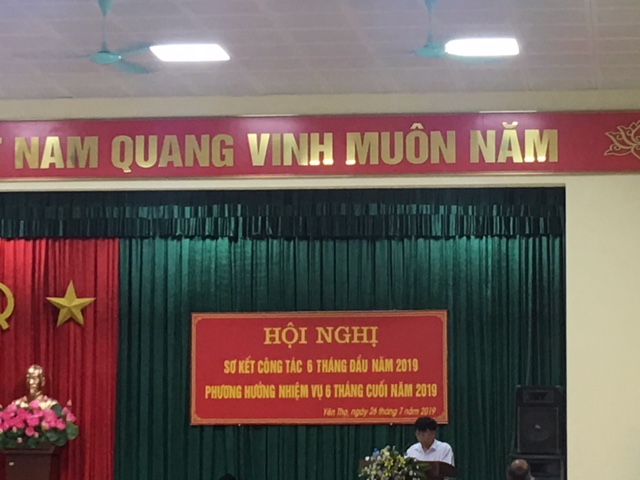 NAM QUANG VINH MUÔN NĂM
HỘI NGHỊ
SƠ KẾT CÔNG TÁC 6 THÁNG ĐẦU NĂM 2019
PHƯƠNG HƯỚNG NHIỆM VỤ 6 THÁNG CUỐI NĂM 2019
Yên Thọ, ngày 26 tháng 7 năm 2019